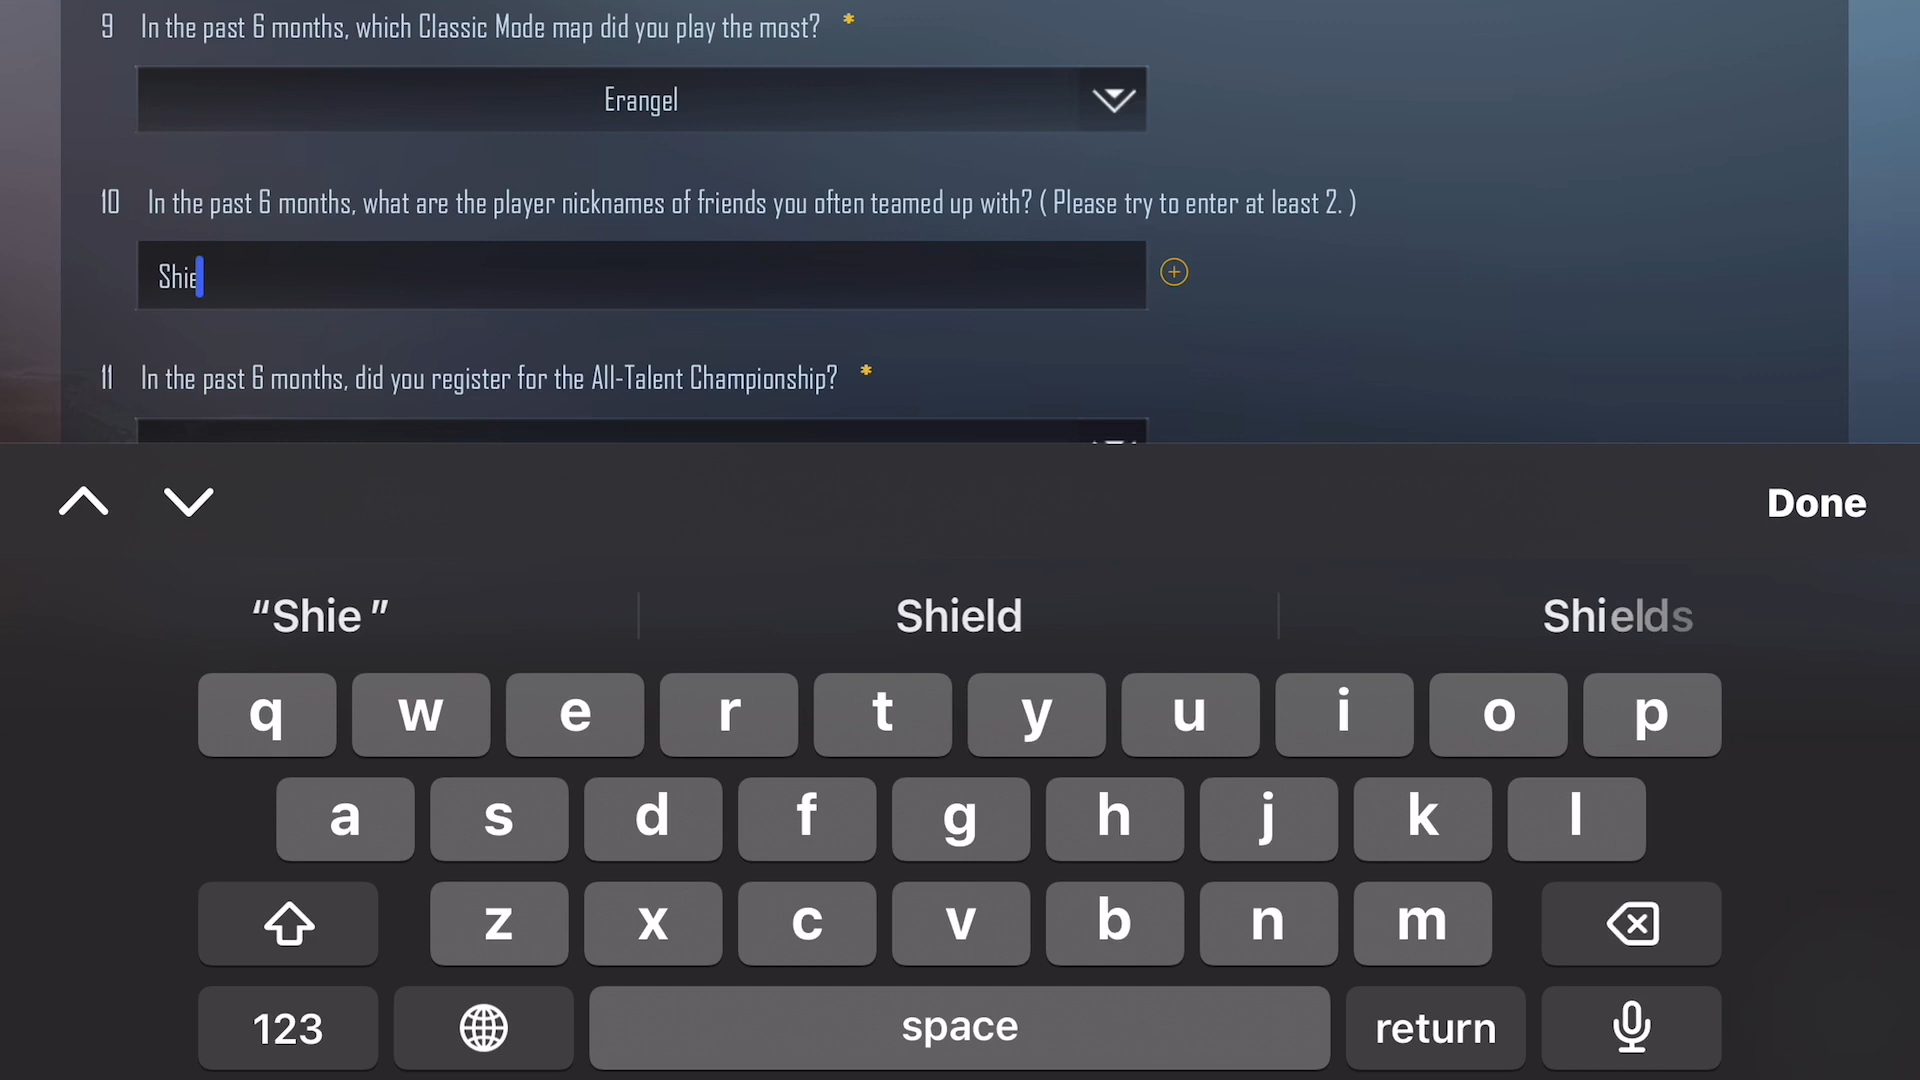 9 In the past 6 months, which Classic Mode map did you play the most? *
Erangel
10 In the past 6 months, what are the player nicknames of friends you often teamed up with? ( Please try to enter at least 2. )
Shie
11 In the past 6 months, did you register for the All-Talent Championship? *
Done
“Shie” Shield Shields
q w e r t y u i o p
a s d f g h j k l
z x c v b n m
123 space return